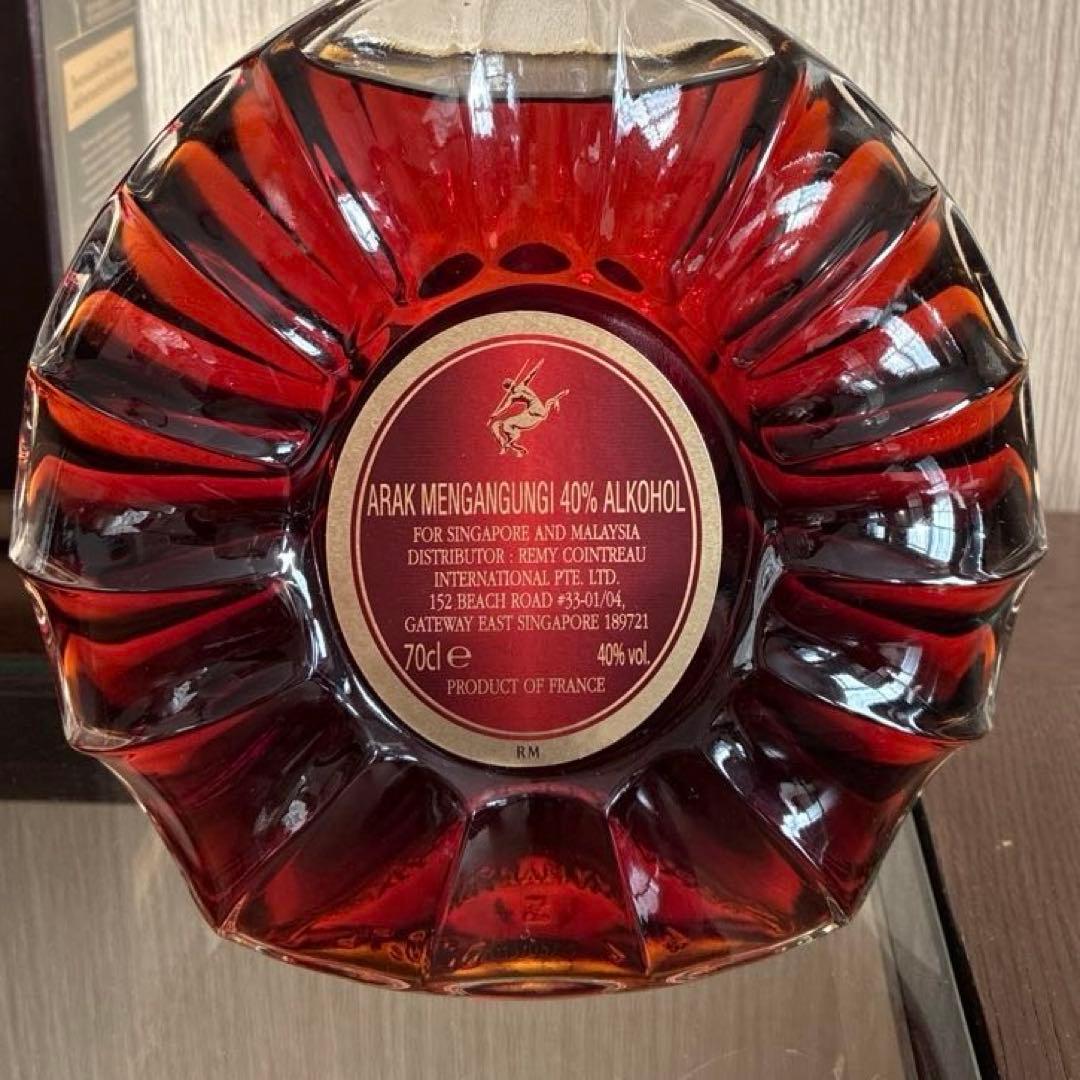 ARAK MENGANGUNGI 40% ALKOHOL
FOR SINGAPORE AND MALAYSIA
DISTRIBUTOR : REMY COINTREAU
INTERNATIONAL PTE. LTD.
152 BEACH ROAD #33-01/04,
GATEWAY EAST SINGAPORE 189721
70cl ℮ 40% vol.
PRODUCT OF FRANCE
RM